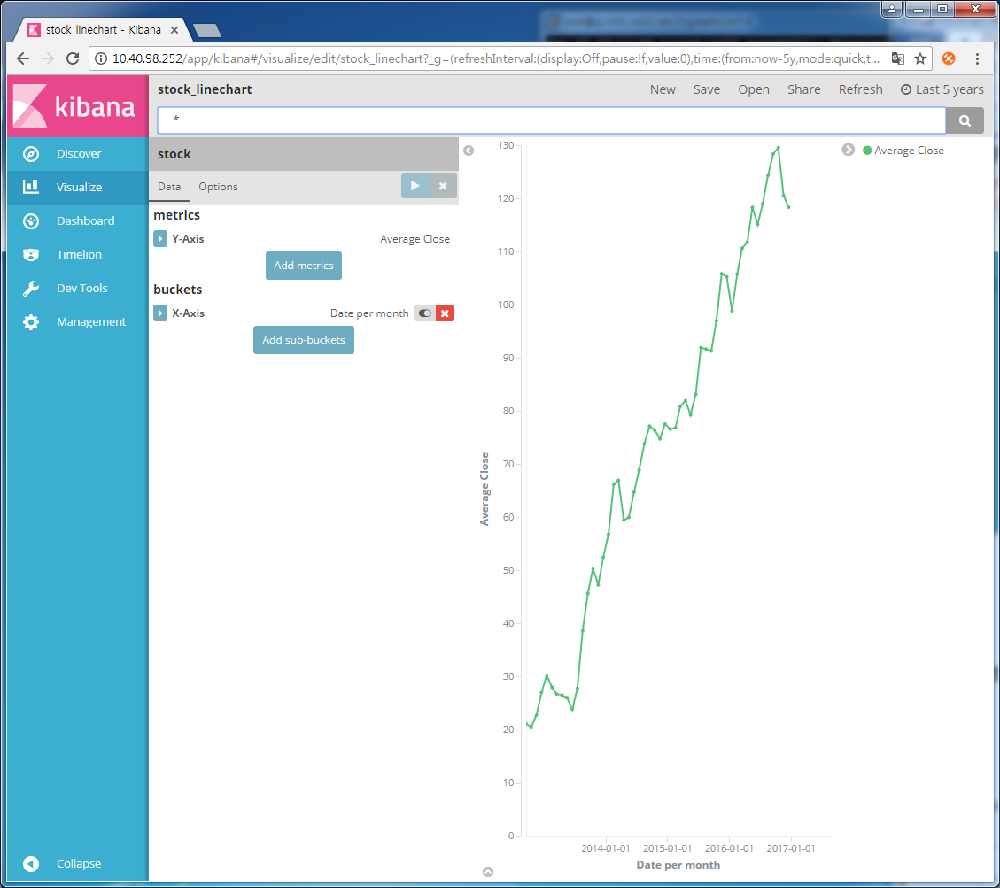 stock_linechart - Kibana
10.40.98.252/app/kibana#/visualize/edit/stock_linechart?_g=(refreshInterval:(display:Off,pause:!f,value:0),time:(from:now-5y,mode:quick,t...
kibana
stock_linechart
New Save Open Share Refresh Last 5 years
*
Discover
Visualize
Dashboard
Timelion
Dev Tools
Management
Collapse
stock
Data Options
metrics
Y-Axis Average Close
Add metrics
buckets
X-Axis Date per month
Add sub-buckets
Average Close
130
120
110
100
90
80
70
60
50
40
30
20
10
0
Average Close
2014-01-01 2015-01-01 2016-01-01 2017-01-01
Date per month